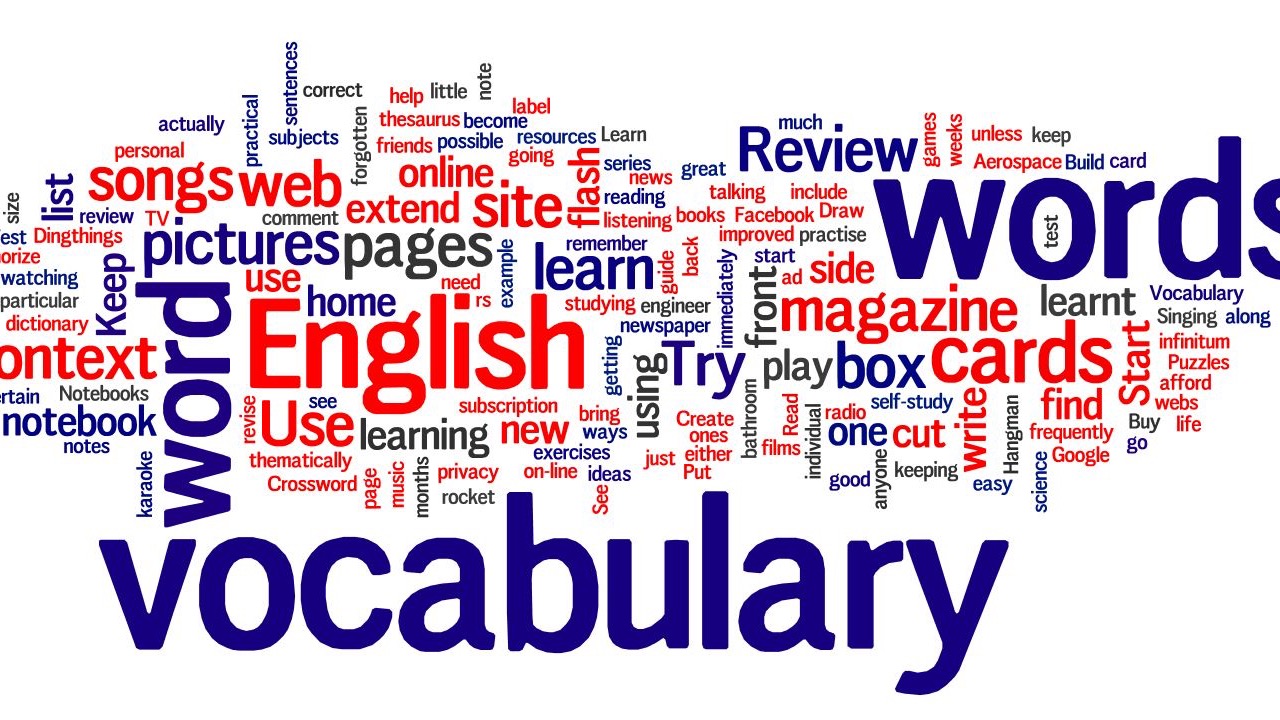 sentences
note
correct
help
little
practical
label
forgotten
thesaurus
become
actually
subjects
friends
possible
resources
Learn
much
Review
games
weeks
unless
keep
personal
going
flash
series
great
Aerospace
Build
card
words
songs
web
online
news
list
size
extend
site
reading
talking
include
review
TV
comment
listening
books
Facebook
Draw
test
Dingthings
pictures
pages
remember
improved
practise
watching
Keep
use
example
learn
guide
back
immediately
start
ad
side
need
rs
front
particular
home
studying
engineer
magazine
learnt
Vocabulary
dictionary
word
English
newspaper
Singing
along
ontext
getting
using
Try
play
box
cards
Start
infinitum
Puzzles
ertain
Notebooks
see
subscription
bring
bathroom
self-study
write
Hangman
find
afford
webs
notebook
revise
Use
learning
new
ways
Create
ones
Read
individual
radio
one
cut
frequently
Buy
life
notes
thematically
exercises
just
either
films
Google
go
karaoke
Crossword
page
music
months
privacy
on-line
ideas
Put
good
anyone
keeping
easy
science
rocket
See
vocabulary